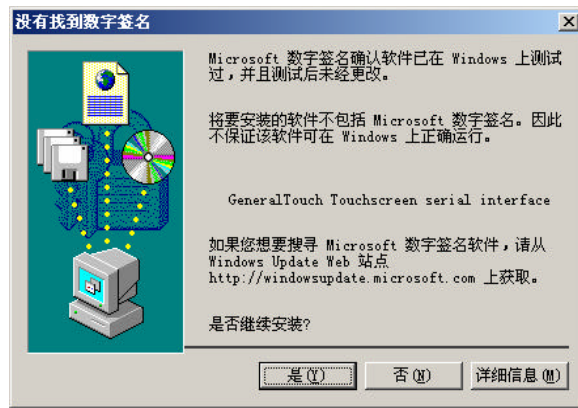 没有找到数字签名
Microsoft 数字签名确认软件已在 Windows 上测试
过，并且测试后未经更改。
将要安装的软件不包括 Microsoft 数字签名。因此
不保证该软件可在 Windows 上正确运行。
GeneralTouch Touchscreen serial interface
如果您想要搜寻 Microsoft 数字签名软件，请从
Windows Update Web 站点
http://windowsupdate.microsoft.com 上获取。
是否继续安装?
是(Y) 否(N) 详细信息(M)